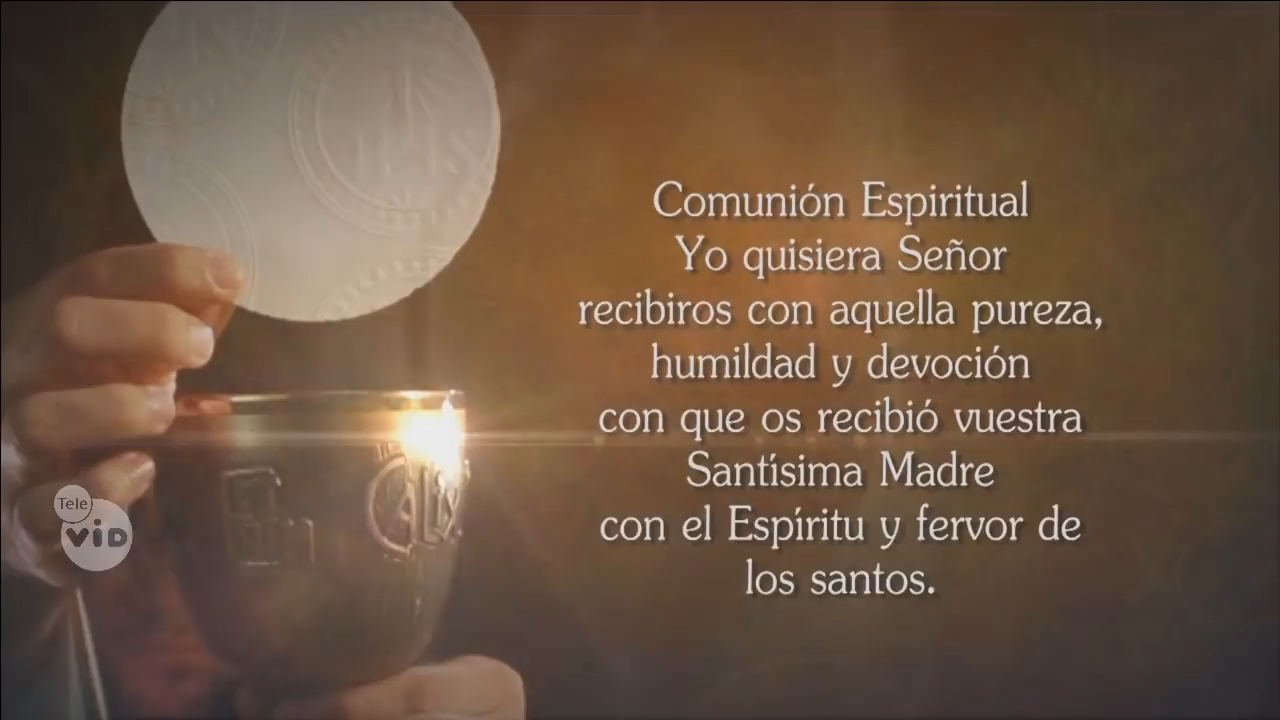 Comunión Espiritual
Yo quisiera Señor
recibiros con aquella pureza,
humildad y devoción
con que os recibió vuestra
Santísima Madre
con el Espíritu y fervor de
los santos.
Tele
ViD